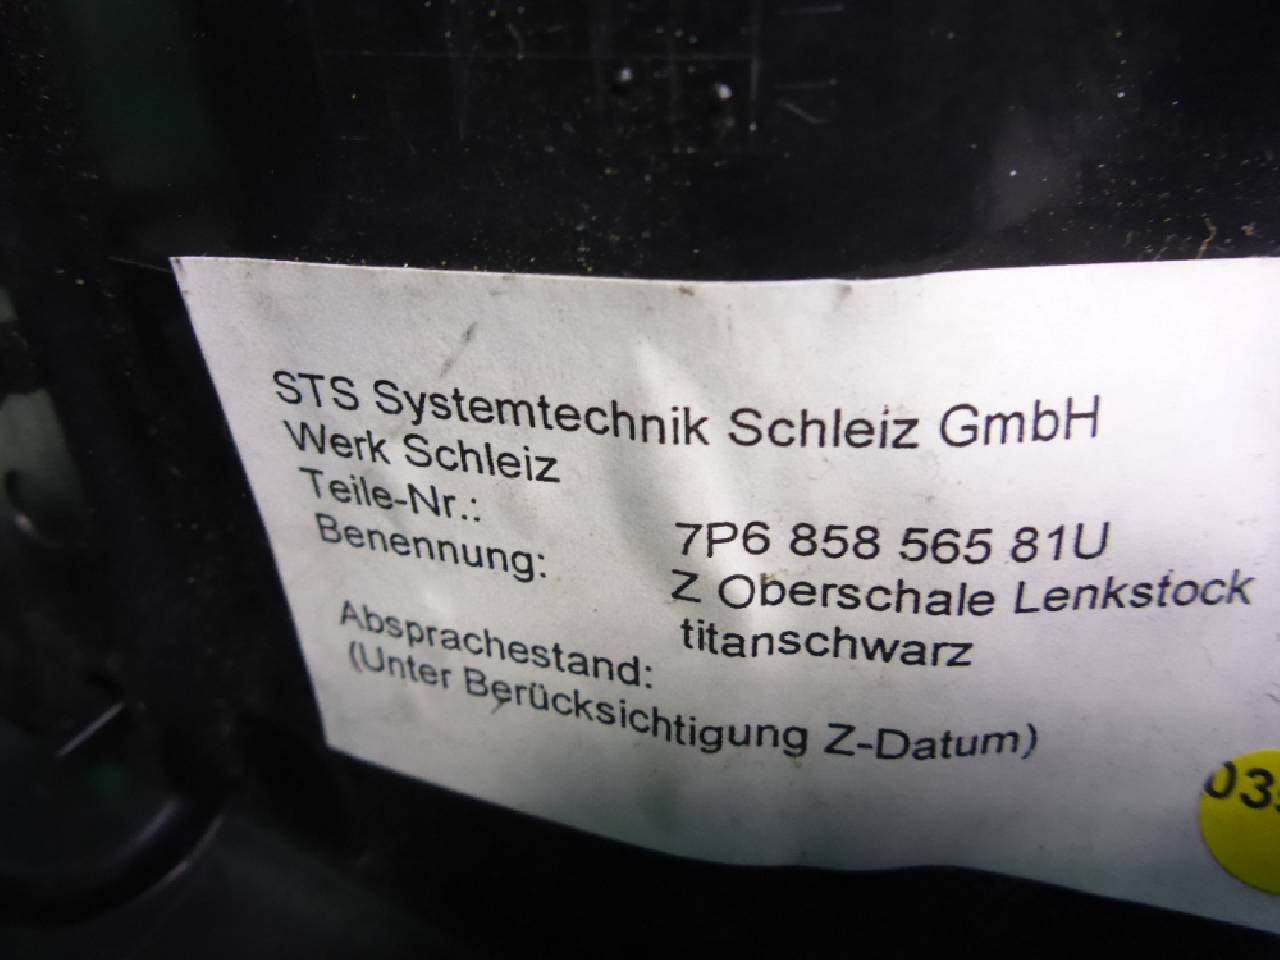 STS Systemtechnik Schleiz GmbH
Werk Schleiz
Teile-Nr.: 7P6 858 565 81U
Benennung: Z Oberschale Lenkstock
titanschwarz
Absprachestand:
(Unter Berücksichtigung Z-Datum)